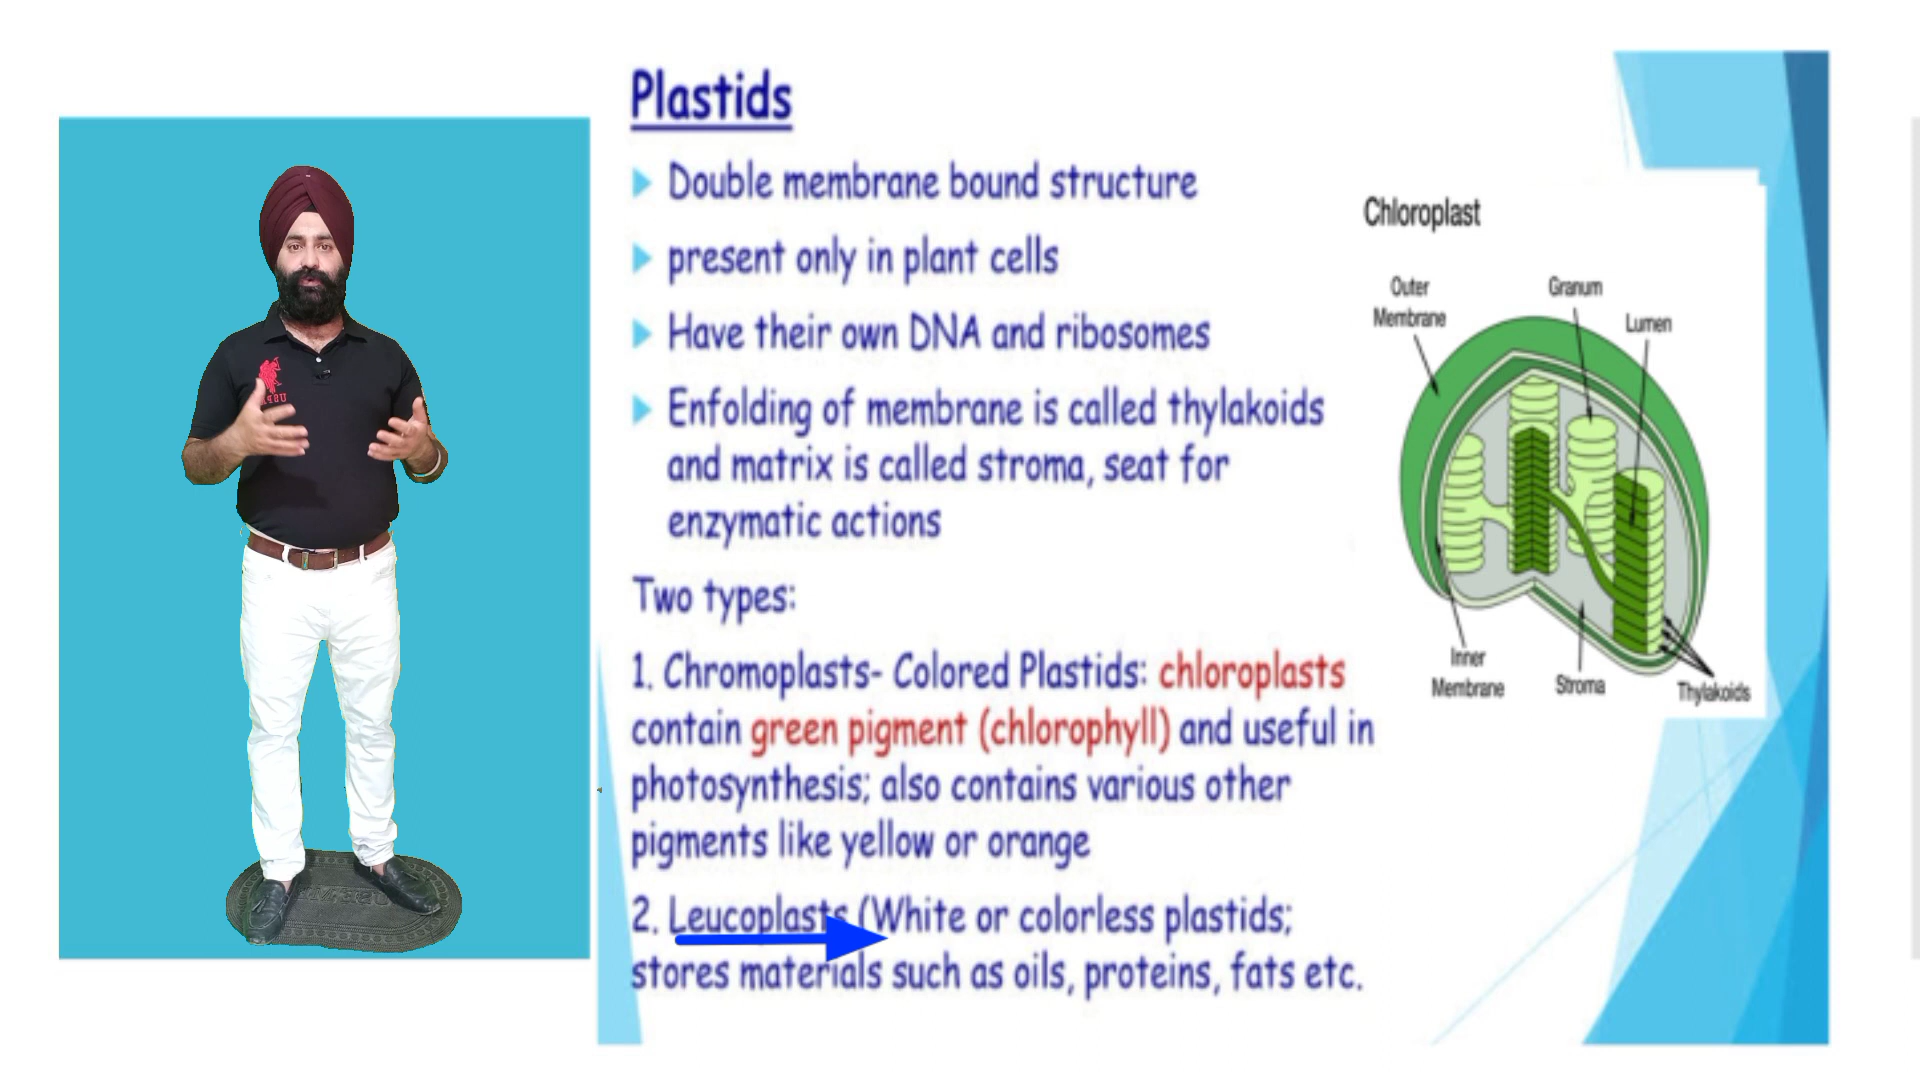 Plastids
Double membrane bound structure
present only in plant cells
Have their own DNA and ribosomes
Enfolding of membrane is called thylakoids
and matrix is called stroma, seat for
enzymatic actions
Two types:
1. Chromoplasts- Colored Plastids: chloroplasts
contain green pigment (chlorophyll) and useful in
photosynthesis; also contains various other
pigments like yellow or orange
2. Leucoplasts (White or colorless plastids;
stores materials such as oils, proteins, fats etc.
Chloroplast
Outer
Membrane
Granum
Lumen
Inner
Membrane
Stroma
Thylakoids